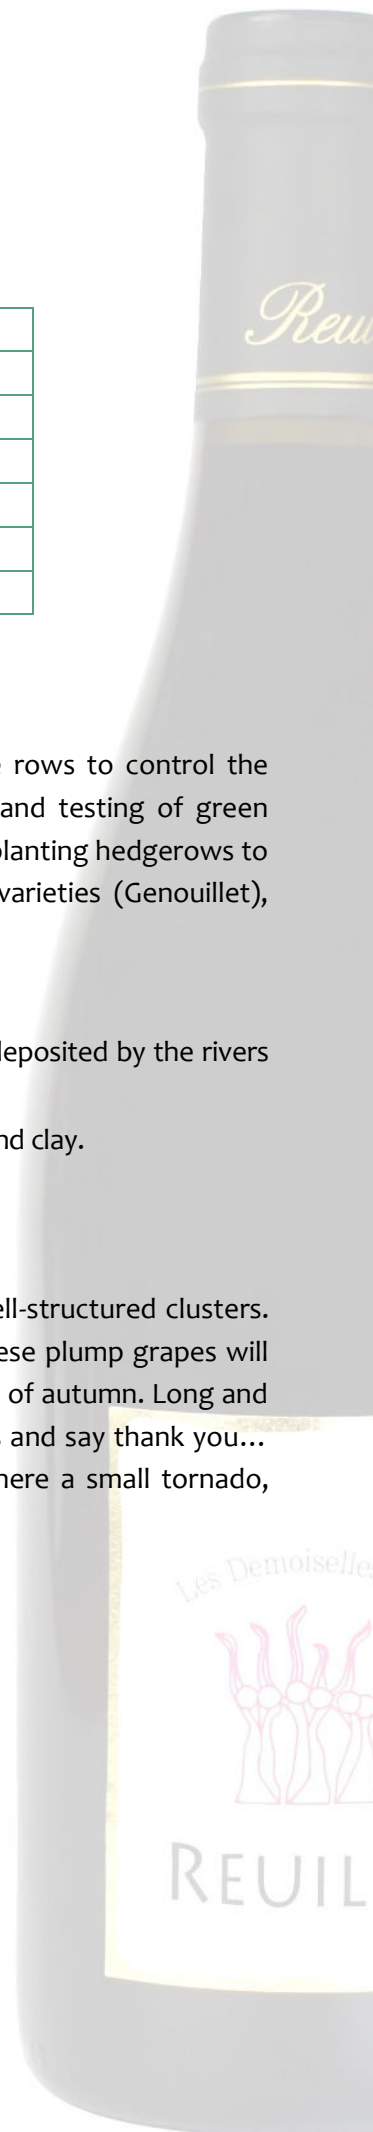 Reui
rows to control the
and testing of green
planting hedgerows to
varieties (Genouillet),
deposited by the rivers
nd clay.
ell-structured clusters.
ese plump grapes will
of autumn. Long and
and say thank you…
here a small tornado,
Les Demoiselles
REUIL